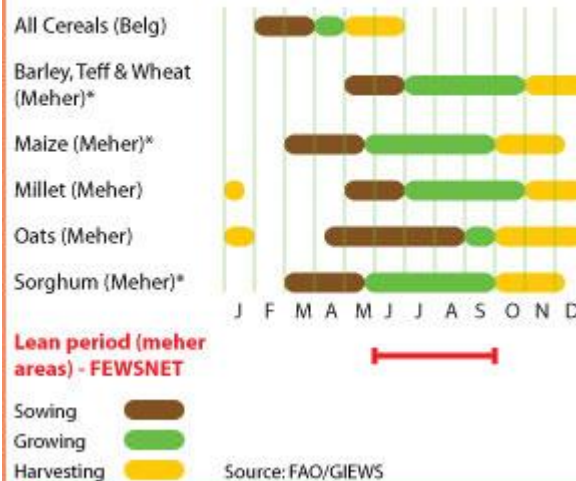 All Cereals (Belg)
Barley, Teff & Wheat
(Meher)*
Maize (Meher)*
Millet (Meher)
Oats (Meher)
Sorghum (Meher)*
J F M A M J J A S O N D
Lean period (meher
areas) - FEWSNET
Sowing
Growing
Harvesting
Source: FAO/GIEWS